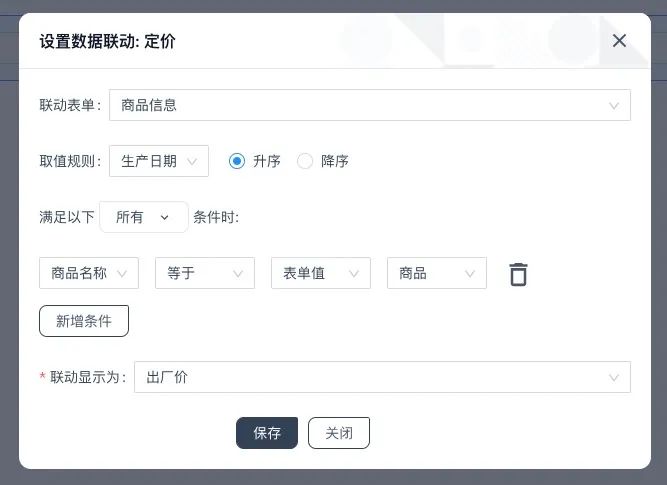 设置数据联动: 定价
联动表单: 商品信息
取值规则: 生产日期 升序 降序
满足以下 所有 条件时:
商品名称 等于 表单值 商品
新增条件
* 联动显示为: 出厂价
保存 关闭